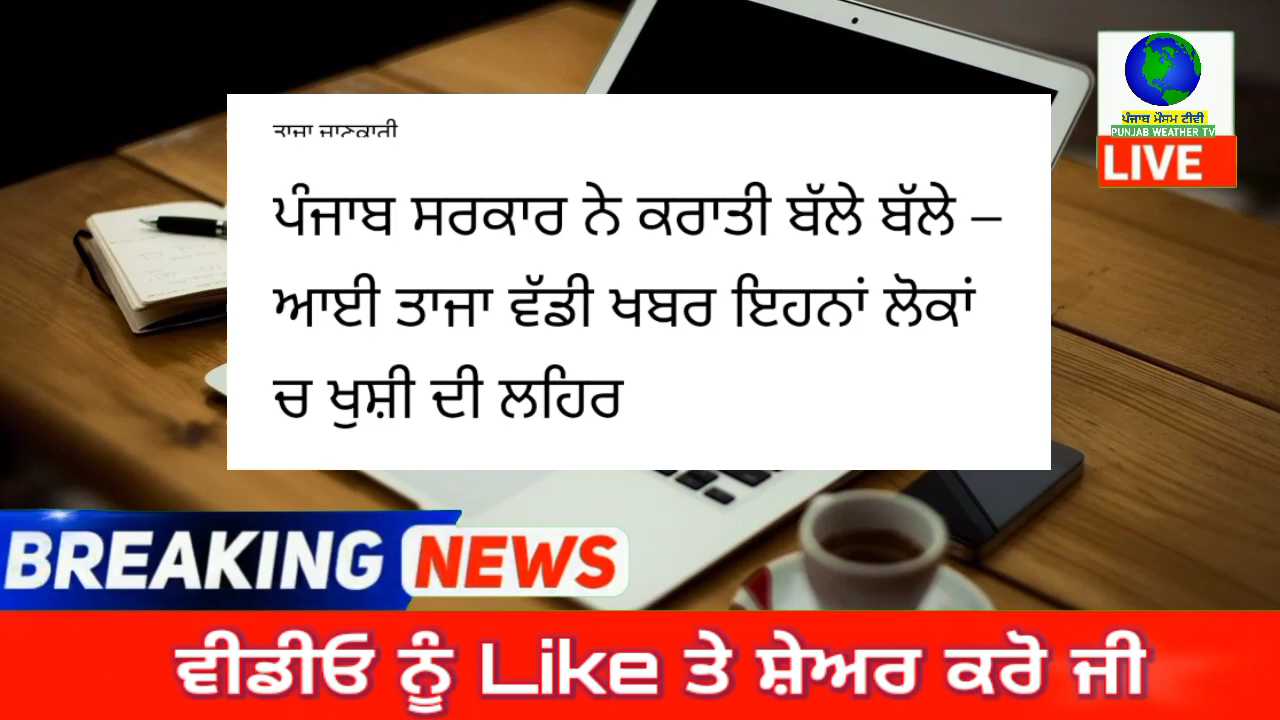 ਪੰਜਾਬ ਮੌਸਮ ਟੀਵੀ
PUNJAB WEATHER TV
LIVE
ਤਾਜਾ ਜਾਣਕਾਰੀ
ਪੰਜਾਬ ਸਰਕਾਰ ਨੇ ਕਰਾਤੀ ਬੱਲੇ ਬੱਲੇ –
ਆਈ ਤਾਜਾ ਵੱਡੀ ਖਬਰ ਇਹਨਾਂ ਲੋਕਾਂ
ਚ ਖੁਸ਼ੀ ਦੀ ਲਹਿਰ
BREAKING NEWS
ਵੀਡੀਓ ਨੂੰ Like ਤੇ ਸ਼ੇਅਰ ਕਰੋ ਜੀ